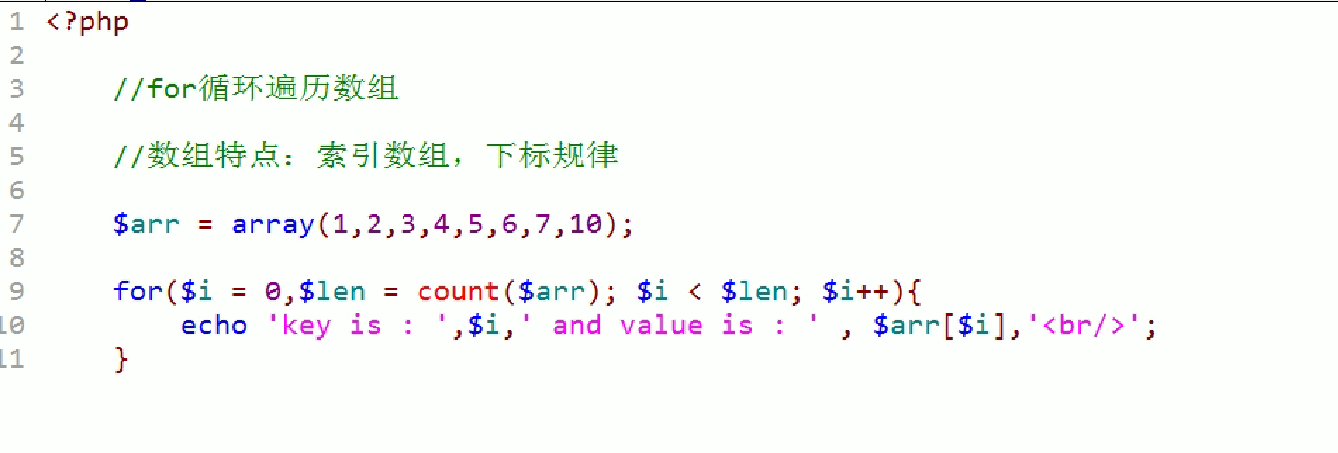 1 <?php
2
3 //for循环遍历数组
4
5 //数组特点：索引数组，下标规律
6
7 $arr = array(1,2,3,4,5,6,7,10);
8
9 for($i = 0,$len = count($arr); $i < $len; $i++){
10 echo 'key is : ',$i,' and value is : ' , $arr[$i],'<br/>';
11 }